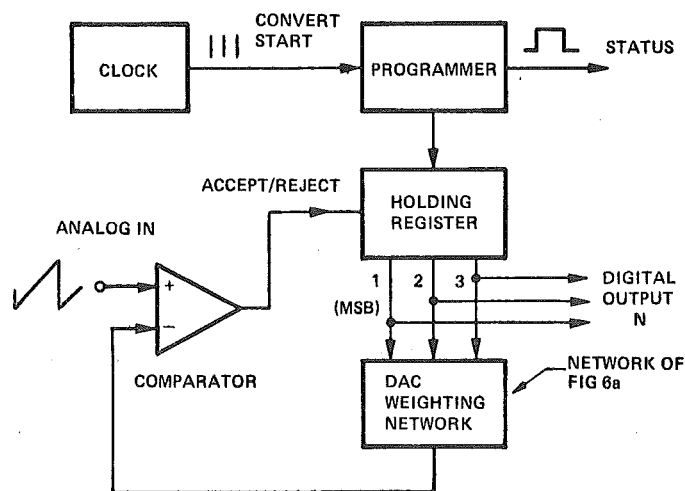 CONVERT
START
STATUS
CLOCK
PROGRAMMER
ACCEPT/REJECT
HOLDING
REGISTER
ANALOG IN
+
−
1
2
3
(MSB)
DIGITAL
OUTPUT
N
COMPARATOR
DAC
WEIGHTING
NETWORK
NETWORK OF
FIG 6a